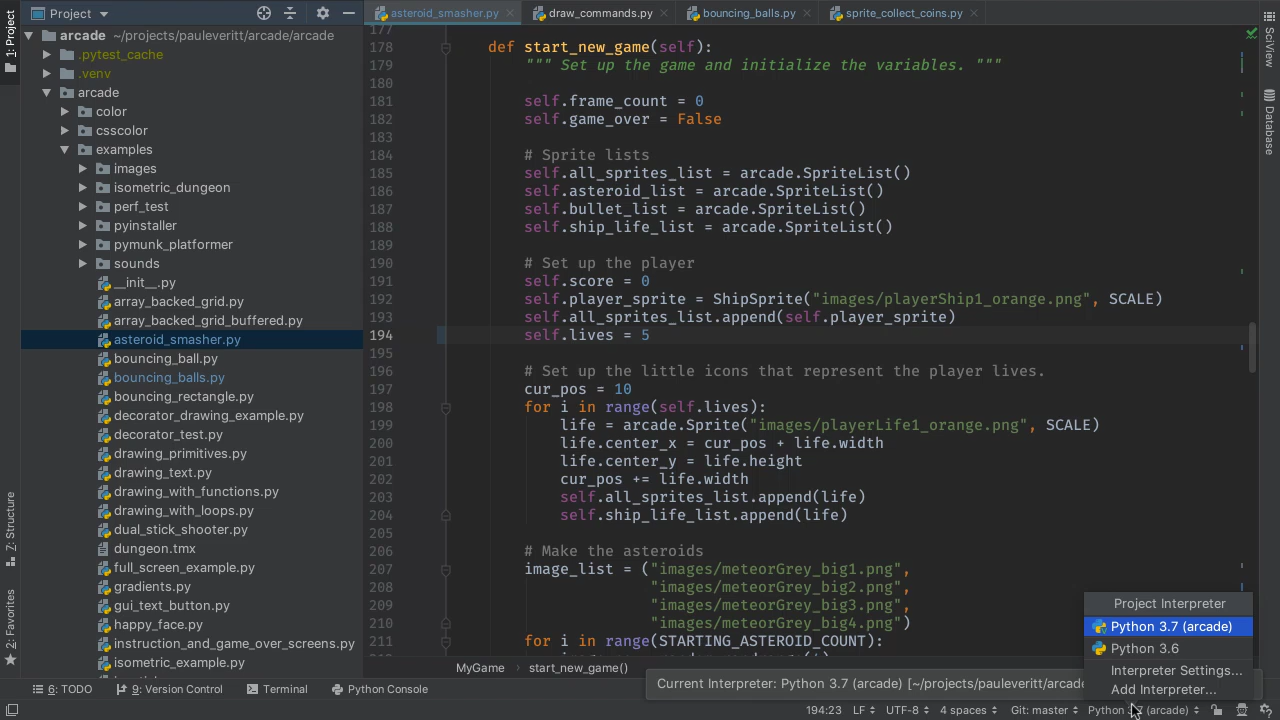 Project
asteroid_smasher.py
draw_commands.py
bouncing_balls.py
sprite_collect_coins.py
1: Project
Z: Structure
2: Favorites
arcade ~/projects/pauleveritt/arcade/arcade
.pytest_cache
.venv
arcade
color
csscolor
examples
images
isometric_dungeon
perf_test
pyinstaller
pymunk_platformer
sounds
__init__.py
array_backed_grid.py
array_backed_grid_buffered.py
asteroid_smasher.py
bouncing_ball.py
bouncing_balls.py
bouncing_rectangle.py
decorator_drawing_example.py
decorator_test.py
drawing_primitives.py
drawing_text.py
drawing_with_functions.py
drawing_with_loops.py
dual_stick_shooter.py
dungeon.tmx
full_screen_example.py
gradients.py
gui_text_button.py
happy_face.py
instruction_and_game_over_screens.py
isometric_example.py
177
178 def start_new_game(self):
179 """ Set up the game and initialize the variables. """
180
181 self.frame_count = 0
182 self.game_over = False
183
184 # Sprite lists
185 self.all_sprites_list = arcade.SpriteList()
186 self.asteroid_list = arcade.SpriteList()
187 self.bullet_list = arcade.SpriteList()
188 self.ship_life_list = arcade.SpriteList()
189
190 # Set up the player
191 self.score = 0
192 self.player_sprite = ShipSprite("images/playerShip1_orange.png", SCALE)
193 self.all_sprites_list.append(self.player_sprite)
194 self.lives = 5
195
196 # Set up the little icons that represent the player lives.
197 cur_pos = 10
198 for i in range(self.lives):
199 life = arcade.Sprite("images/playerLife1_orange.png", SCALE)
200 life.center_x = cur_pos + life.width
201 life.center_y = life.height
202 cur_pos += life.width
203 self.all_sprites_list.append(life)
204 self.ship_life_list.append(life)
205
206 # Make the asteroids
207 image_list = ("images/meteorGrey_big1.png",
208 "images/meteorGrey_big2.png",
209 "images/meteorGrey_big3.png",
210 "images/meteorGrey_big4.png")
211 for i in range(STARTING_ASTEROID_COUNT):
SciView
Database
Project Interpreter
Python 3.7 (arcade)
Python 3.6
Interpreter Settings...
Add Interpreter...
MyGame start_new_game()
Current Interpreter: Python 3.7 (arcade) [~/projects/pauleveritt/arcade
6: TODO
9: Version Control
Terminal
Python Console
194:23 LF UTF-8 4 spaces Git: master Python 3.7 (arcade)